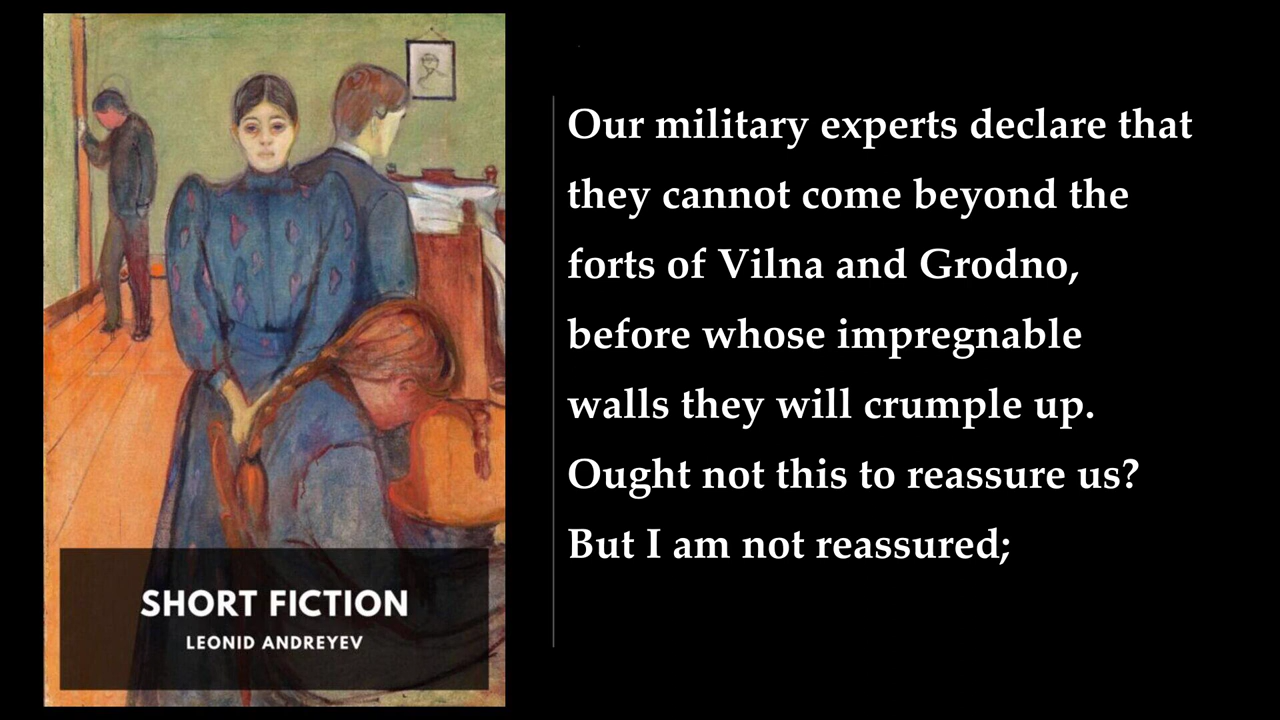 SHORT FICTION
LEONID ANDREYEV
Our military experts declare that
they cannot come beyond the
forts of Vilna and Grodno,
before whose impregnable
walls they will crumple up.
Ought not this to reassure us?
But I am not reassured;